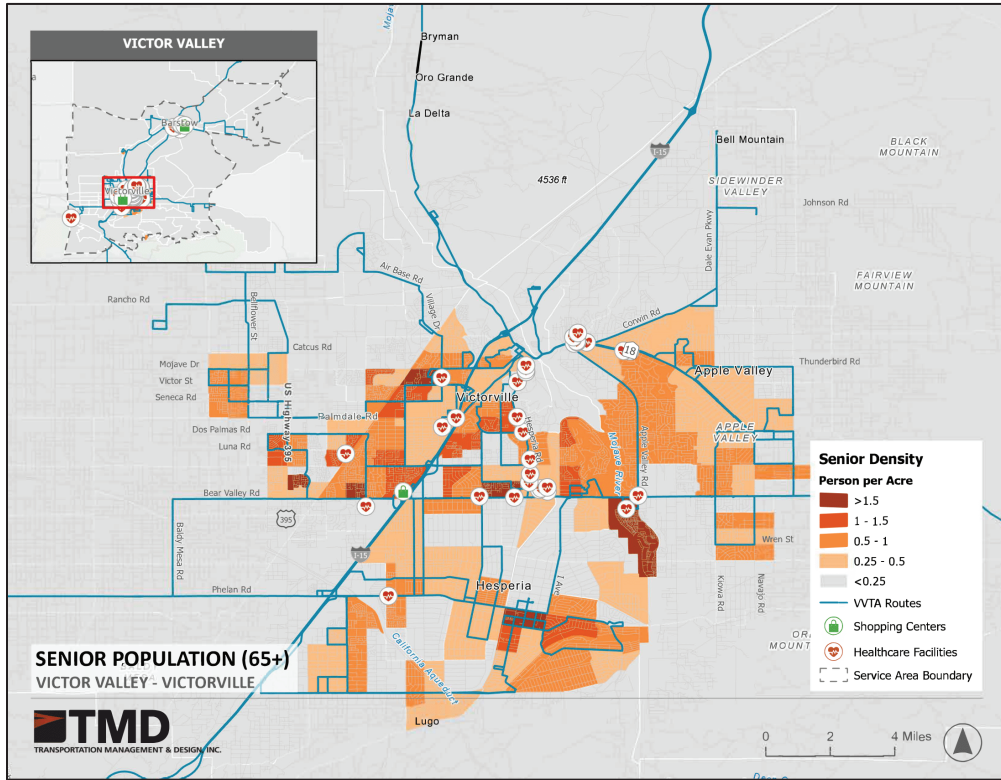 VICTOR VALLEY
Barstow
Victorville
Bryman
Oro Grande
La Delta
I-15
Bell Mountain
BLACK
MOUNTAIN
4536 ft
SIDEWINDER
VALLEY
Johnson Rd
Dale Evan Pkwy
FAIRVIEW
MOUNTAIN
Air Base Rd
Village Dr
Rancho Rd
Bellflower St
Corwin Rd
Catcus Rd
18
Mojave Dr
Thunderbird Rd
Apple Valley
Victor St
US Highway 395
Seneca Rd
Victorville
Palmdale Rd
Hesperia Rd
Dos Palmas Rd
APPLE
VALLEY
Luna Rd
Mojave River
Apple Valley Rd
Bear Valley Rd
395
Baldy Mesa Rd
Wren St
I-15
Hesperia
I Ave
Phelan Rd
Kiowa Rd
Navajo Rd
California Aqueduct
Lugo
Senior Density
Person per Acre
>1.5
1 - 1.5
0.5 - 1
0.25 - 0.5
<0.25
VVTA Routes
Shopping Centers
Healthcare Facilities
Service Area Boundary
SENIOR POPULATION (65+)
VICTOR VALLEY - VICTORVILLE
TMD
TRANSPORTATION MANAGEMENT & DESIGN, INC.
0 2 4 Miles